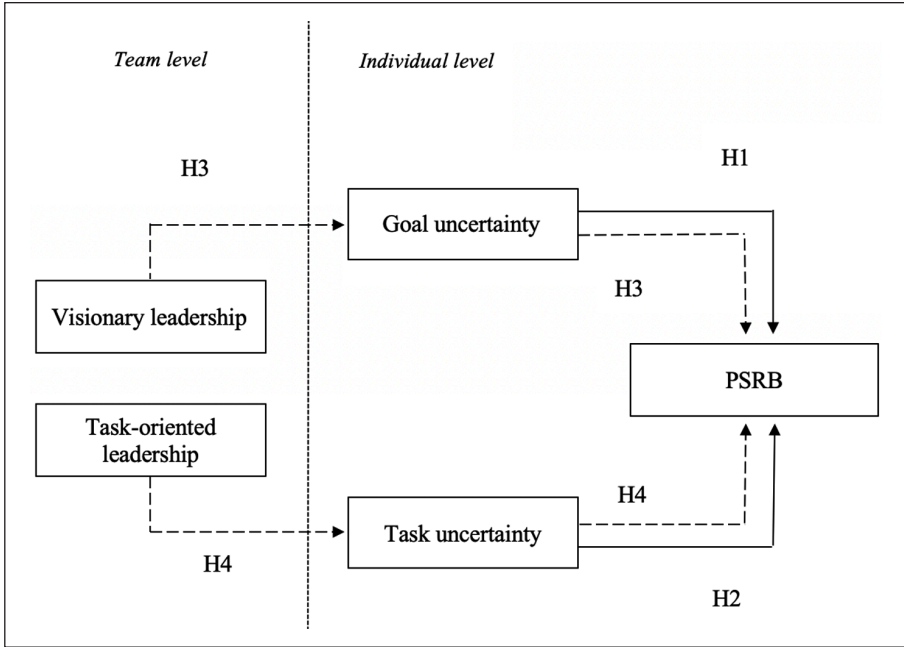 Team level
Individual level
H1
H3
Goal uncertainty
H3
Visionary leadership
PSRB
Task-oriented
leadership
H4
Task uncertainty
H4
H2